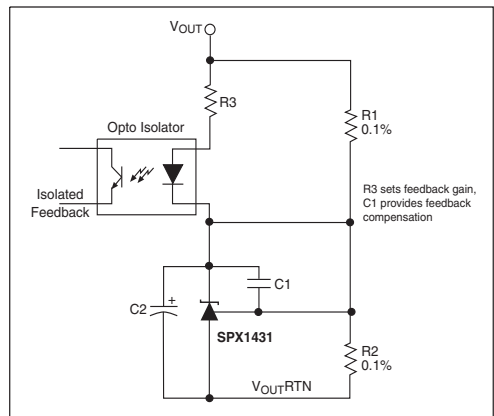 VOUT
R3
R1
0.1%
Opto Isolator
Isolated
Feedback
R3 sets feedback gain,
C1 provides feedback
compensation
C1
C2
+
SPX1431
R2
0.1%
VOUTRTN